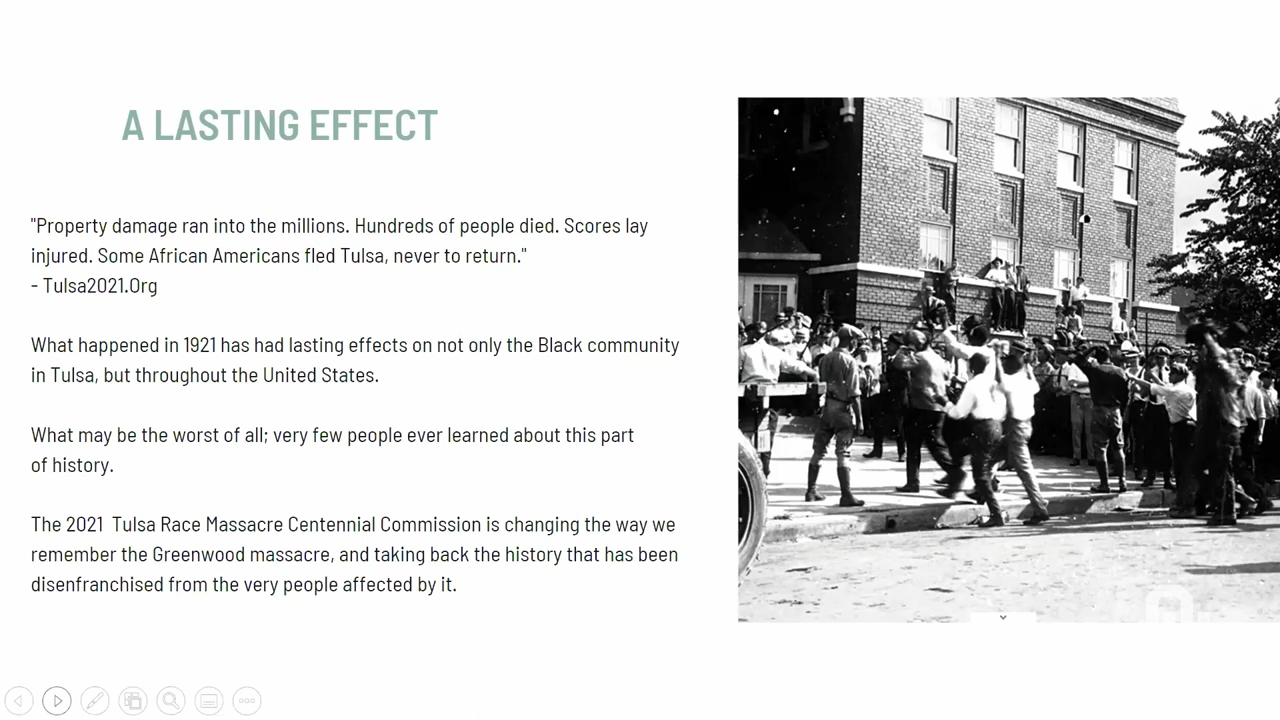 A LASTING EFFECT
"Property damage ran into the millions. Hundreds of people died. Scores lay
injured. Some African Americans fled Tulsa, never to return."
- Tulsa2021.Org
What happened in 1921 has had lasting effects on not only the Black community
in Tulsa, but throughout the United States.
What may be the worst of all; very few people ever learned about this part
of history.
The 2021  Tulsa Race Massacre Centennial Commission is changing the way we
remember the Greenwood massacre, and taking back the history that has been
disenfranchised from the very people affected by it.